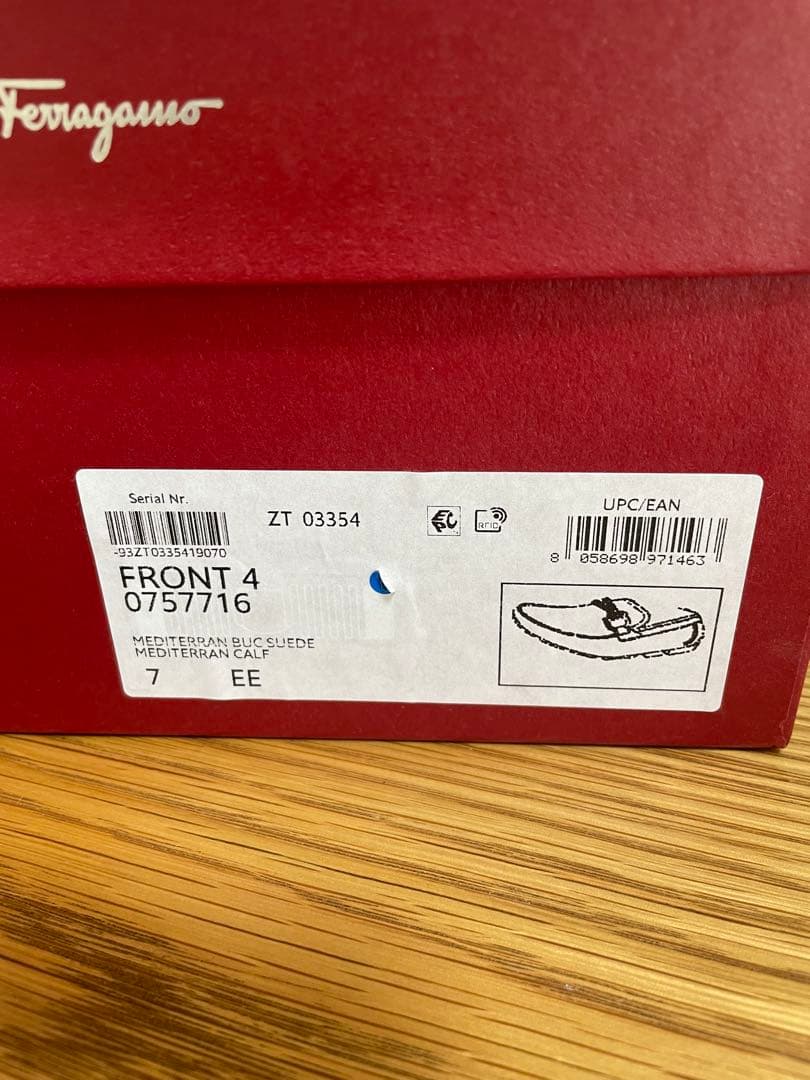 Ferragamo
Serial Nr.
ZT 03354
UPC/EAN
-93ZT0335419070
RFID
8 058698 971463
FRONT 4
0757716
MEDITERRAN BUC SUEDE
MEDITERRAN CALF
7 EE